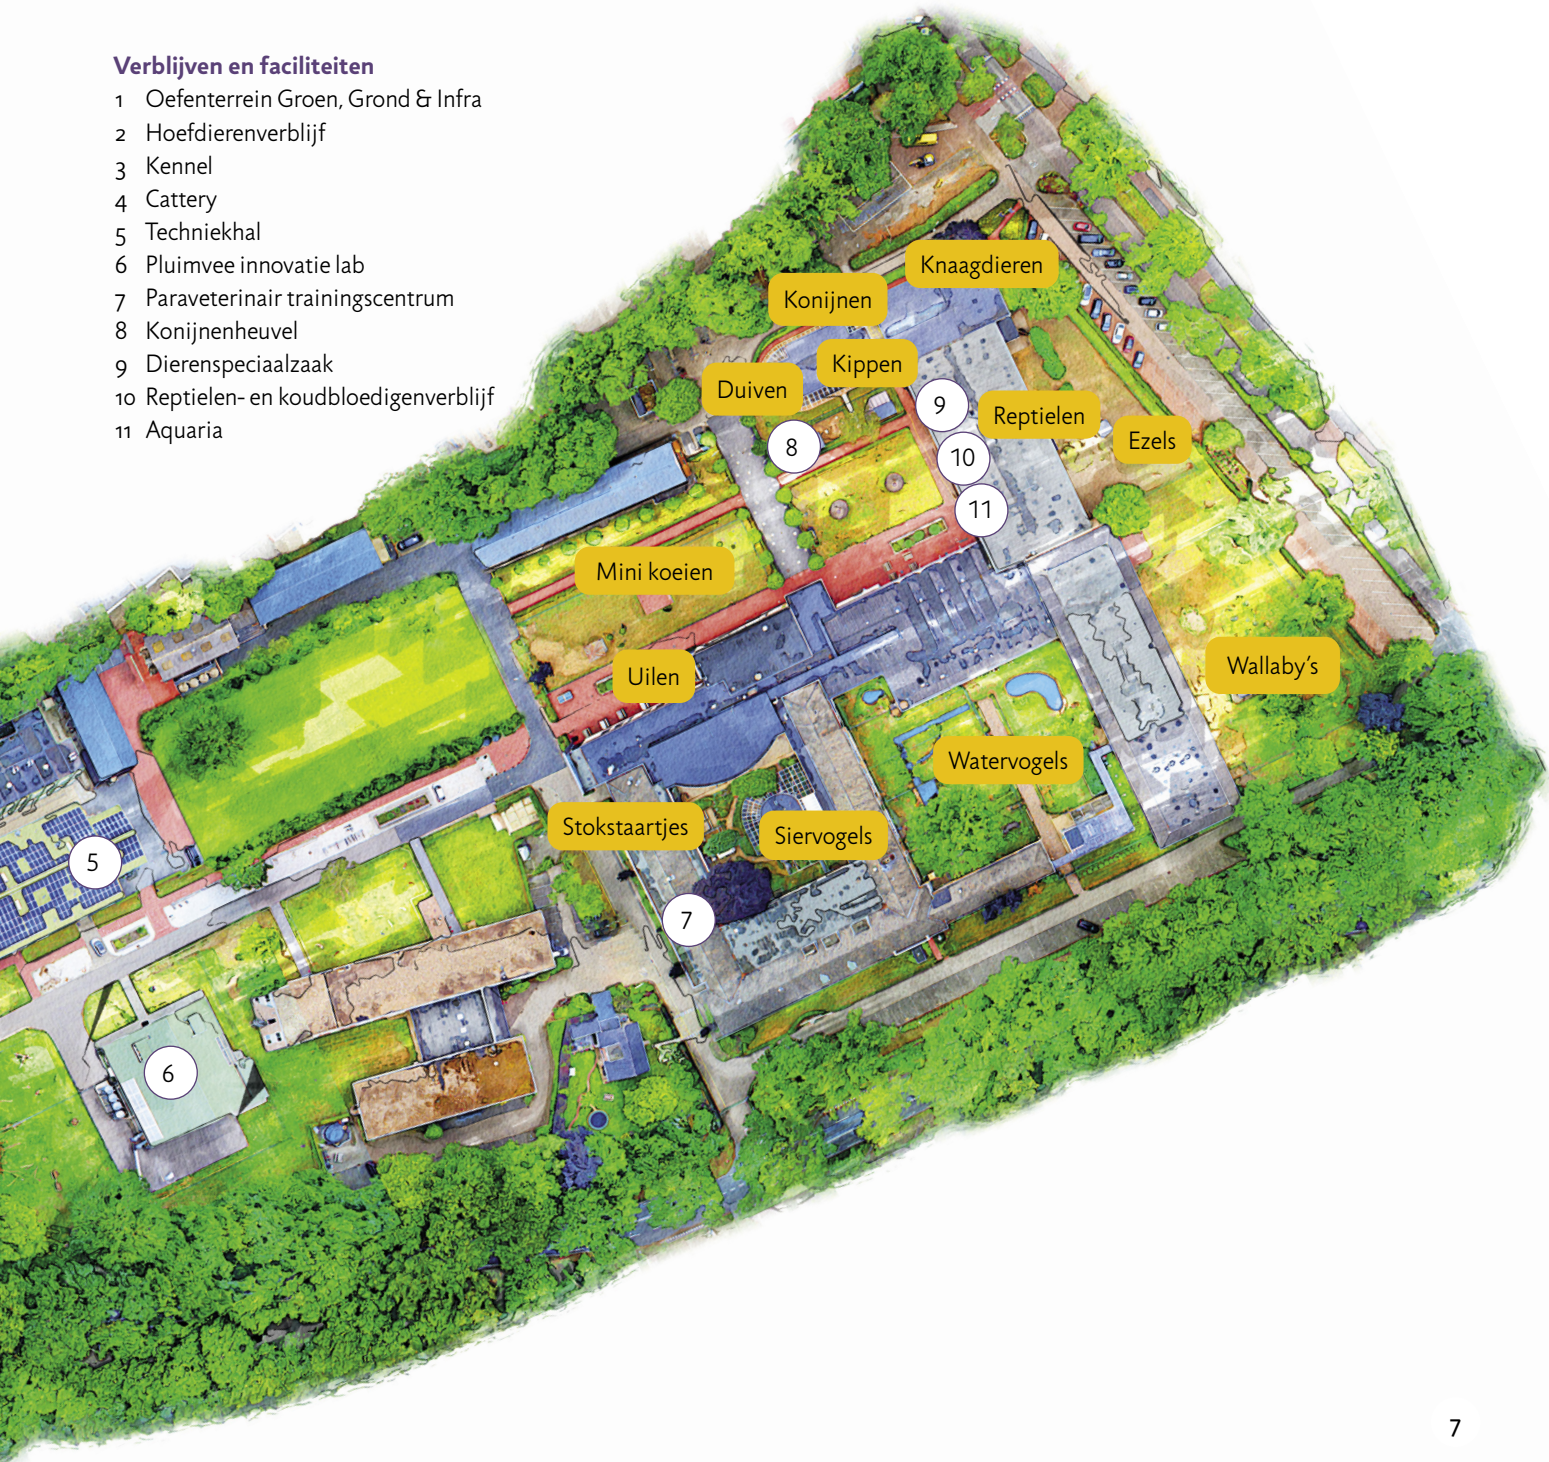 Verblijven en faciliteiten
1 Oefenterrein Groen, Grond & Infra
2 Hoefdierenverblijf
3 Kennel
4 Cattery
5 Techniekhal
6 Pluimvee innovatie lab
7 Paraveterinair trainingscentrum
8 Konijnenheuvel
9 Dierenspeciaalzaak
10 Reptielen- en koudbloedigenverblijf
11 Aquaria
Knaagdieren
Konijnen
Kippen
Duiven
9
Reptielen
Ezels
8
10
11
Mini koeien
Uilen
Wallaby's
Watervogels
Stokstaartjes
Siervogels
5
7
6
7